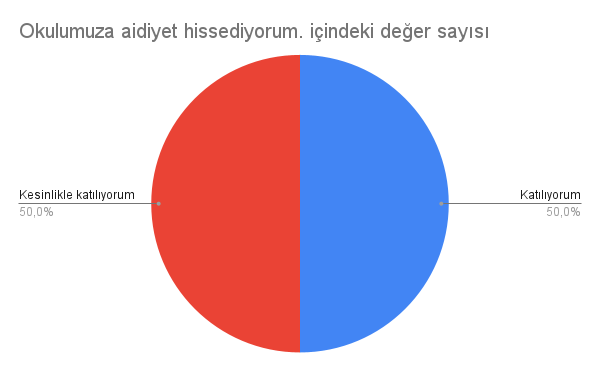 Okulumuza aidiyet hissediyorum. içindeki değer sayısı
Kesinlikle katılıyorum
50,0%
Katılıyorum
50,0%